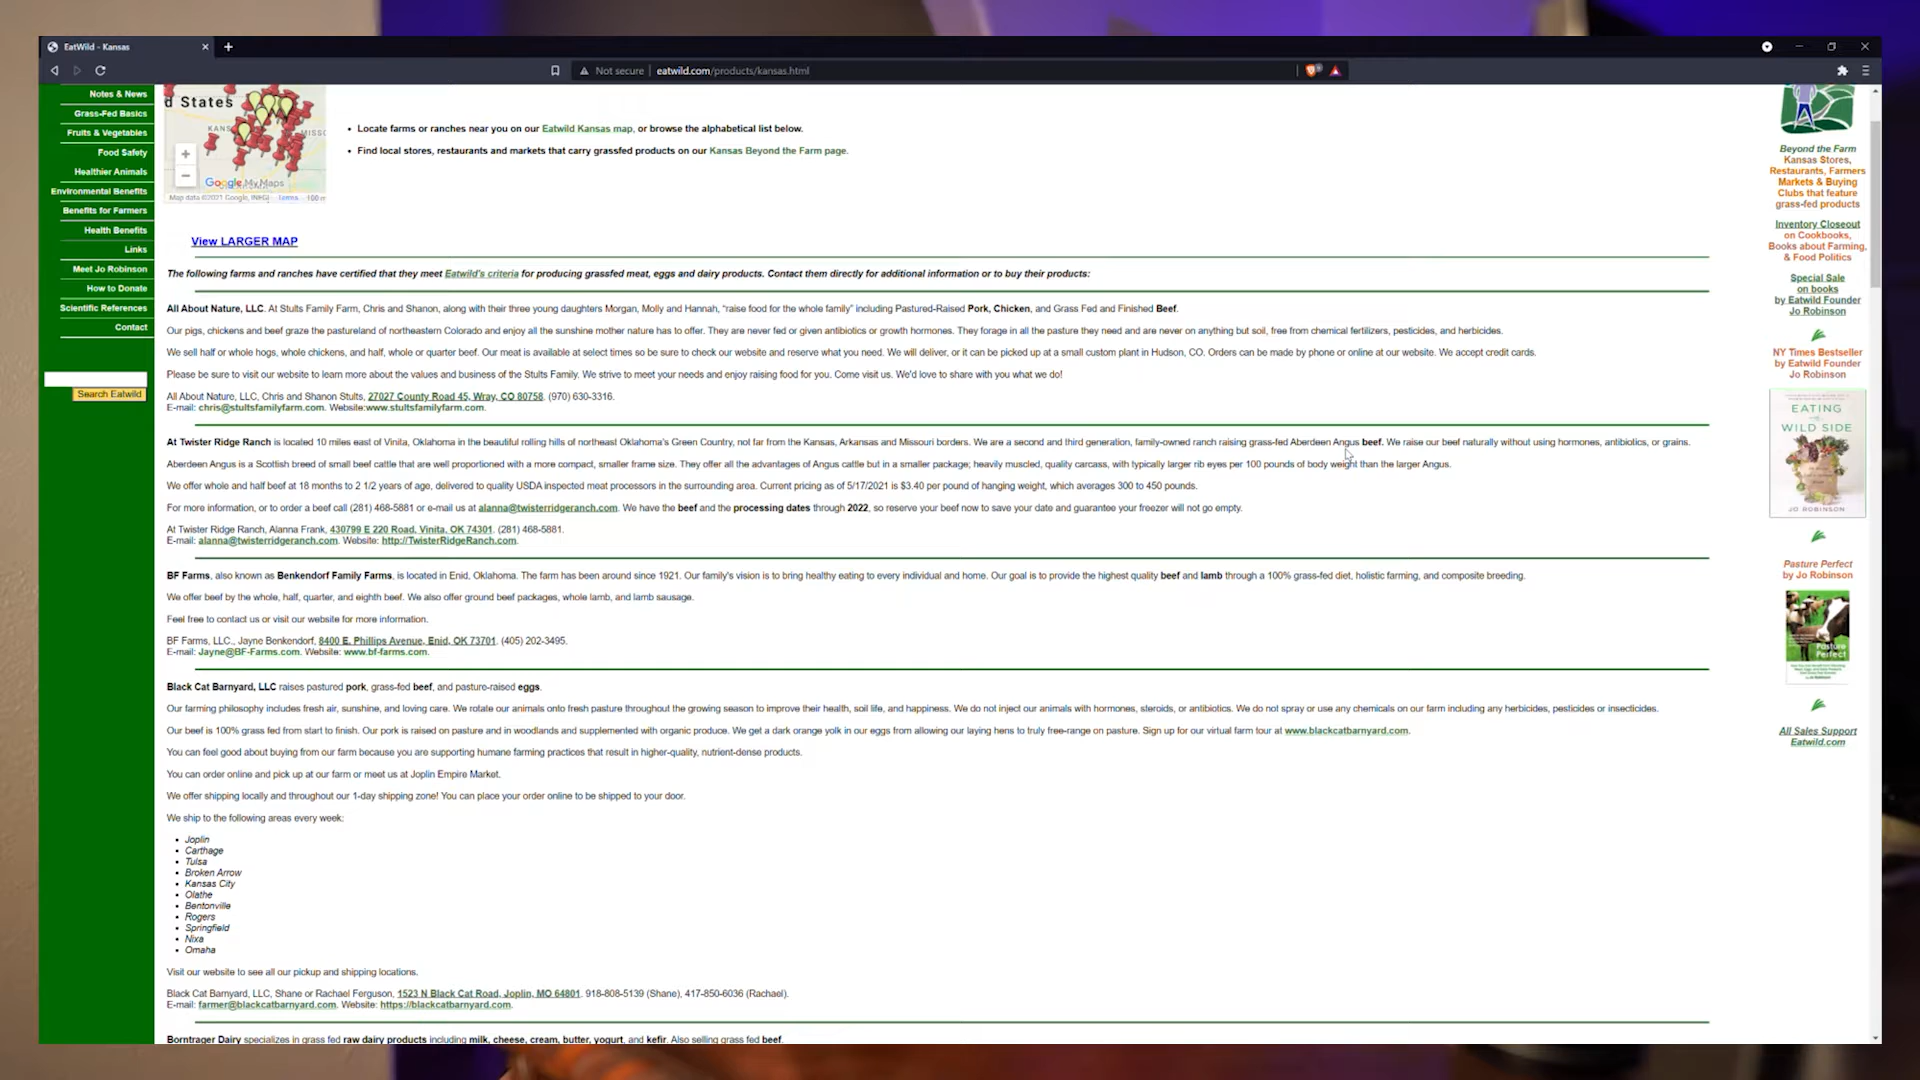 EatWild - Kansas
Not secure | eatwild.com/products/kansas.html
Notes & News
Grass-Fed Basics
Fruits & Vegetables
Food Safety
Healthier Animals
Environmental Benefits
Benefits for Farmers
Health Benefits
Links
Meet Jo Robinson
How to Donate
Scientific References
Contact
Search Eatwild
d States
KANS
MISSC
Google My Maps
Map data ©2021 Google, INEGI Terms
• Locate farms or ranches near you on our Eatwild Kansas map, or browse the alphabetical list below.
• Find local stores, restaurants and markets that carry grassfed products on our Kansas Beyond the Farm page.
View LARGER MAP
The following farms and ranches have certified that they meet Eatwild's criteria for producing grassfed meat, eggs and dairy products. Contact them directly for additional information or to buy their products:
All About Nature, LLC. At Stults Family Farm, Chris and Shanon, along with their three young daughters Morgan, Molly and Hannah, “raise food for the whole family” including Pastured-Raised Pork, Chicken, and Grass Fed and Finished Beef.
Our pigs, chickens and beef graze the pastureland of northeastern Colorado and enjoy all the sunshine mother nature has to offer. They are never fed or given antibiotics or growth hormones. They forage in all the pasture they need and are never on anything but soil, free from chemical fertilizers, pesticides, and herbicides.
We sell half or whole hogs, whole chickens, and half, whole or quarter beef. Our meat is available at select times so be sure to check our website and reserve what you need. We will deliver, or it can be picked up at a small custom plant in Hudson, CO. Orders can be made by phone or online at our website. We accept credit cards.
Please be sure to visit our website to learn more about the values and business of the Stults Family. We strive to meet your needs and enjoy raising food for you. Come visit us. We'd love to share with you what we do!
All About Nature, LLC, Chris and Shanon Stults, 27027 County Road 45, Wray, CO 80758. (970) 630-3316.
E-mail: chris@stultsfamilyfarm.com. Website:www.stultsfamilyfarm.com.
At Twister Ridge Ranch is located 10 miles east of Vinita, Oklahoma in the beautiful rolling hills of northeast Oklahoma's Green Country, not far from the Kansas, Arkansas and Missouri borders. We are a second and third generation, family-owned ranch raising grass-fed Aberdeen Angus beef. We raise our beef naturally without using hormones, antibiotics, or grains.
Aberdeen Angus is a Scottish breed of small beef cattle that are well proportioned with a more compact, smaller frame size. They offer all the advantages of Angus cattle but in a smaller package; heavily muscled, quality carcass, with typically larger rib eyes per 100 pounds of body weight than the larger Angus.
We offer whole and half beef at 18 months to 2 1/2 years of age, delivered to quality USDA inspected meat processors in the surrounding area. Current pricing as of 5/17/2021 is $3.40 per pound of hanging weight, which averages 300 to 450 pounds.
For more information, or to order a beef call (281) 468-5881 or e-mail us at alanna@twisterridgeranch.com. We have the beef and the processing dates through 2022, so reserve your beef now to save your date and guarantee your freezer will not go empty.
At Twister Ridge Ranch, Alanna Frank, 430799 E 220 Road, Vinita, OK 74301. (281) 468-5881.
E-mail: alanna@twisterridgeranch.com. Website: http://TwisterRidgeRanch.com.
BF Farms, also known as Benkendorf Family Farms, is located in Enid, Oklahoma. The farm has been around since 1921. Our family's vision is to bring healthy eating to every individual and home. Our goal is to provide the highest quality beef and lamb through a 100% grass-fed diet, holistic farming, and composite breeding.
We offer beef by the whole, half, quarter, and eighth beef. We also offer ground beef packages, whole lamb, and lamb sausage.
Feel free to contact us or visit our website for more information.
BF Farms, LLC., Jayne Benkendorf, 8400 E. Phillips Avenue, Enid, OK 73701. (405) 202-3495.
E-mail: Jayne@BF-Farms.com. Website: www.bf-farms.com.
Black Cat Barnyard, LLC raises pastured pork, grass-fed beef, and pasture-raised eggs.
Our farming philosophy includes fresh air, sunshine, and loving care. We rotate our animals onto fresh pasture throughout the growing season to improve their health, soil life, and happiness. We do not inject our animals with hormones, steroids, or antibiotics. We do not spray or use any chemicals on our farm including any herbicides, pesticides or insecticides.
Our beef is 100% grass fed from start to finish. Our pork is raised on pasture and in woodlands and supplemented with organic produce. We get a dark orange yolk in our eggs from allowing our laying hens to truly free-range on pasture. Sign up for our virtual farm tour at www.blackcatbarnyard.com.
You can feel good about buying from our farm because you are supporting humane farming practices that result in higher-quality, nutrient-dense products.
You can order online and pick up at our farm or meet us at Joplin Empire Market.
We offer shipping locally and throughout our 1-day shipping zone! You can place your order online to be shipped to your door.
We ship to the following areas every week:
• Joplin
• Carthage
• Tulsa
• Broken Arrow
• Kansas City
• Olathe
• Bentonville
• Rogers
• Springfield
• Nixa
• Omaha
Visit our website to see all our pickup and shipping locations.
Black Cat Barnyard, LLC, Shane or Rachael Ferguson, 1523 N Black Cat Road, Joplin, MO 64801. 918-808-5139 (Shane), 417-850-6036 (Rachael).
E-mail: farmer@blackcatbarnyard.com. Website: https://blackcatbarnyard.com.
Borntrager Dairy specializes in grass fed raw dairy products including milk, cheese, cream, butter, yogurt, and kefir. Also selling grass fed beef.
Beyond the Farm
Kansas Stores,
Restaurants, Farmers
Markets & Buying
Clubs that feature
grass-fed products
Inventory Closeout
on Cookbooks,
Books about Farming,
& Food Politics
Special Sale
on books
by Eatwild Founder
Jo Robinson
NY Times Bestseller
by Eatwild Founder
Jo Robinson
EATING
WILD SIDE
JO ROBINSON
Pasture Perfect
by Jo Robinson
Pasture
Perfect
All Sales Support
Eatwild.com